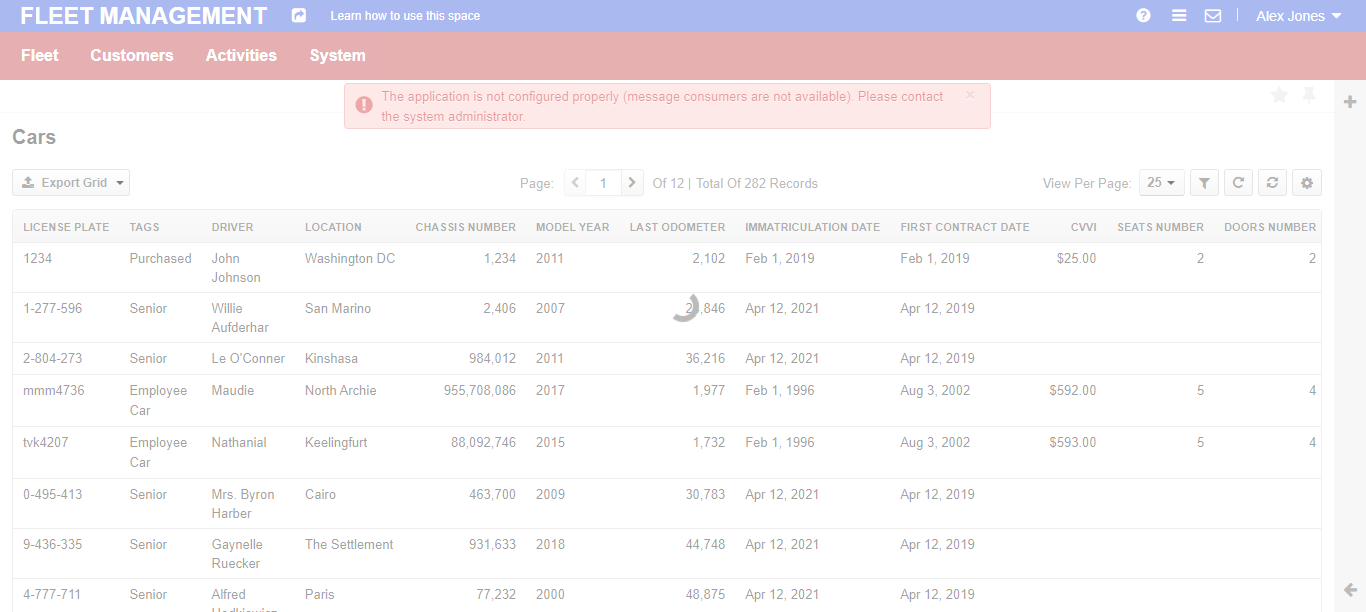 FLEET MANAGEMENT Learn how to use this space Alex Jones
Fleet Customers Activities System
The application is not configured properly (message consumers are not available). Please contact ×
the system administrator.
Cars
Export Grid Page: 1 Of 12 | Total Of 282 Records View Per Page: 25
LICENSE PLATE TAGS DRIVER LOCATION CHASSIS NUMBER MODEL YEAR LAST ODOMETER IMMATRICULATION DATE FIRST CONTRACT DATE CVVI SEATS NUMBER DOORS NUMBER
1234 Purchased John Washington DC 1,234 2011 2,102 Feb 1, 2019 Feb 1, 2019 $25.00 2 2
Johnson
1-277-596 Senior Willie San Marino 2,406 2007 ,846 Apr 12, 2021 Apr 12, 2019
Aufderhar
2-804-273 Senior Le O'Conner Kinshasa 984,012 2011 36,216 Apr 12, 2021 Apr 12, 2019
mmm4736 Employee Maudie North Archie 955,708,086 2017 1,977 Feb 1, 1996 Aug 3, 2002 $592.00 5 4
Car
tvk4207 Employee Nathanial Keelingfurt 88,092,746 2015 1,732 Feb 1, 1996 Aug 3, 2002 $593.00 5 4
Car
0-495-413 Senior Mrs. Byron Cairo 463,700 2009 30,783 Apr 12, 2021 Apr 12, 2019
Harber
9-436-335 Senior Gaynelle The Settlement 931,633 2018 44,748 Apr 12, 2021 Apr 12, 2019
Ruecker
4-777-711 Senior Alfred Paris 77,232 2000 48,875 Apr 12, 2021 Apr 12, 2019